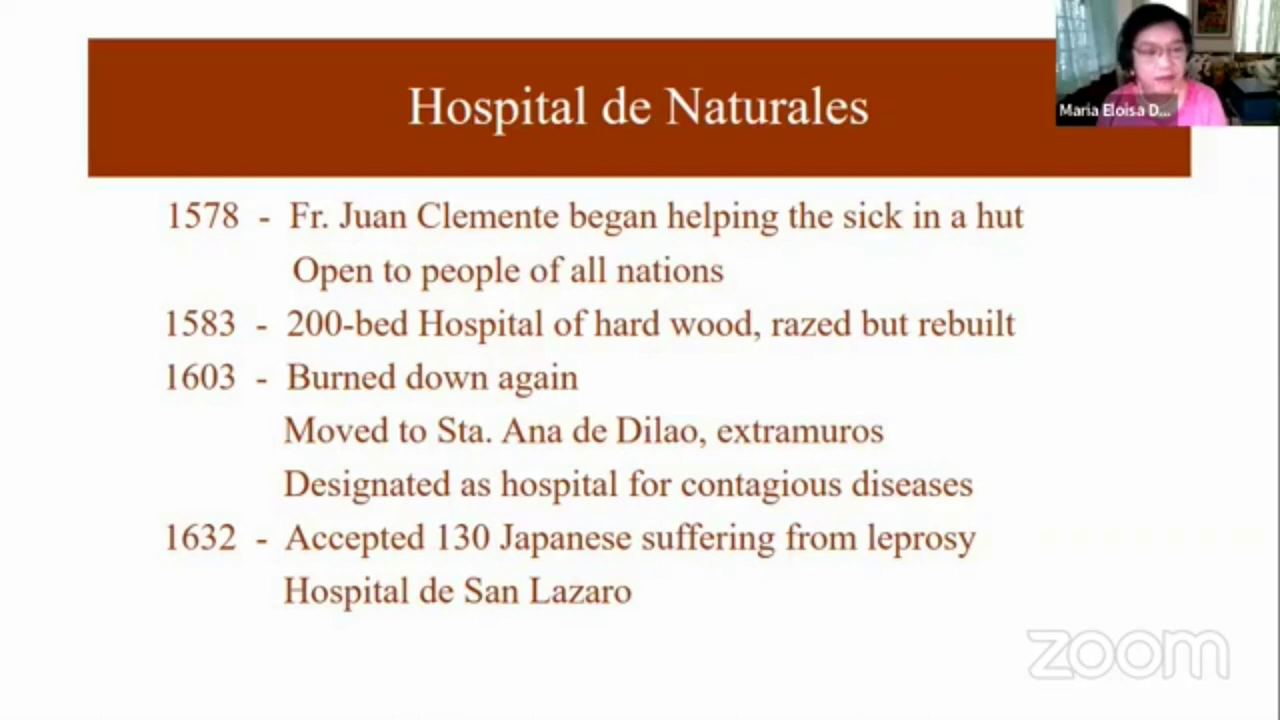 Hospital de Naturales
Maria Eloisa D...
1578 - Fr. Juan Clemente began helping the sick in a hut
Open to people of all nations
1583 - 200-bed Hospital of hard wood, razed but rebuilt
1603 - Burned down again
Moved to Sta. Ana de Dilao, extramuros
Designated as hospital for contagious diseases
1632 - Accepted 130 Japanese suffering from leprosy
Hospital de San Lazaro
zoom